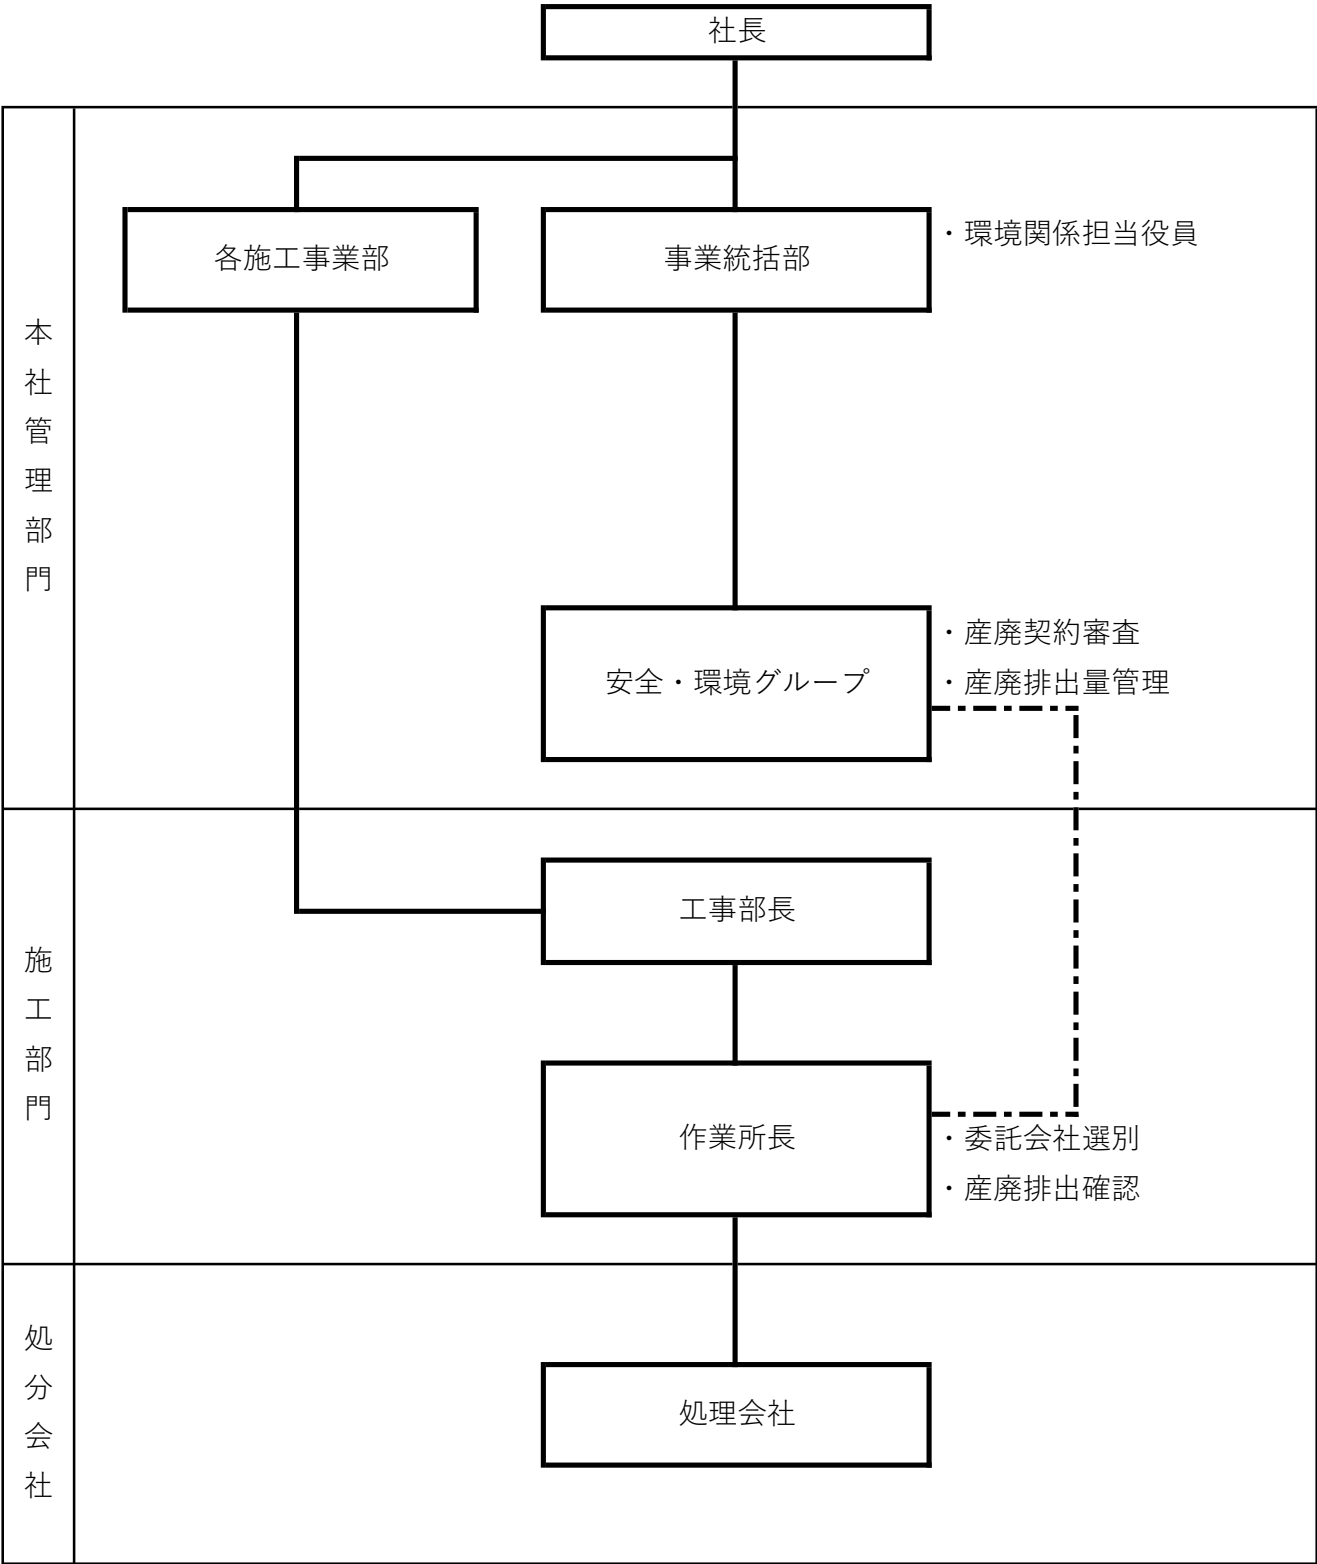 社長
本社管理部門
各施工事業部
事業統括部
・環境関係担当役員
安全・環境グループ
・産廃契約審査
・産廃排出量管理
施工部門
工事部長
作業所長
・委託会社選別
・産廃排出確認
処分会社
処理会社